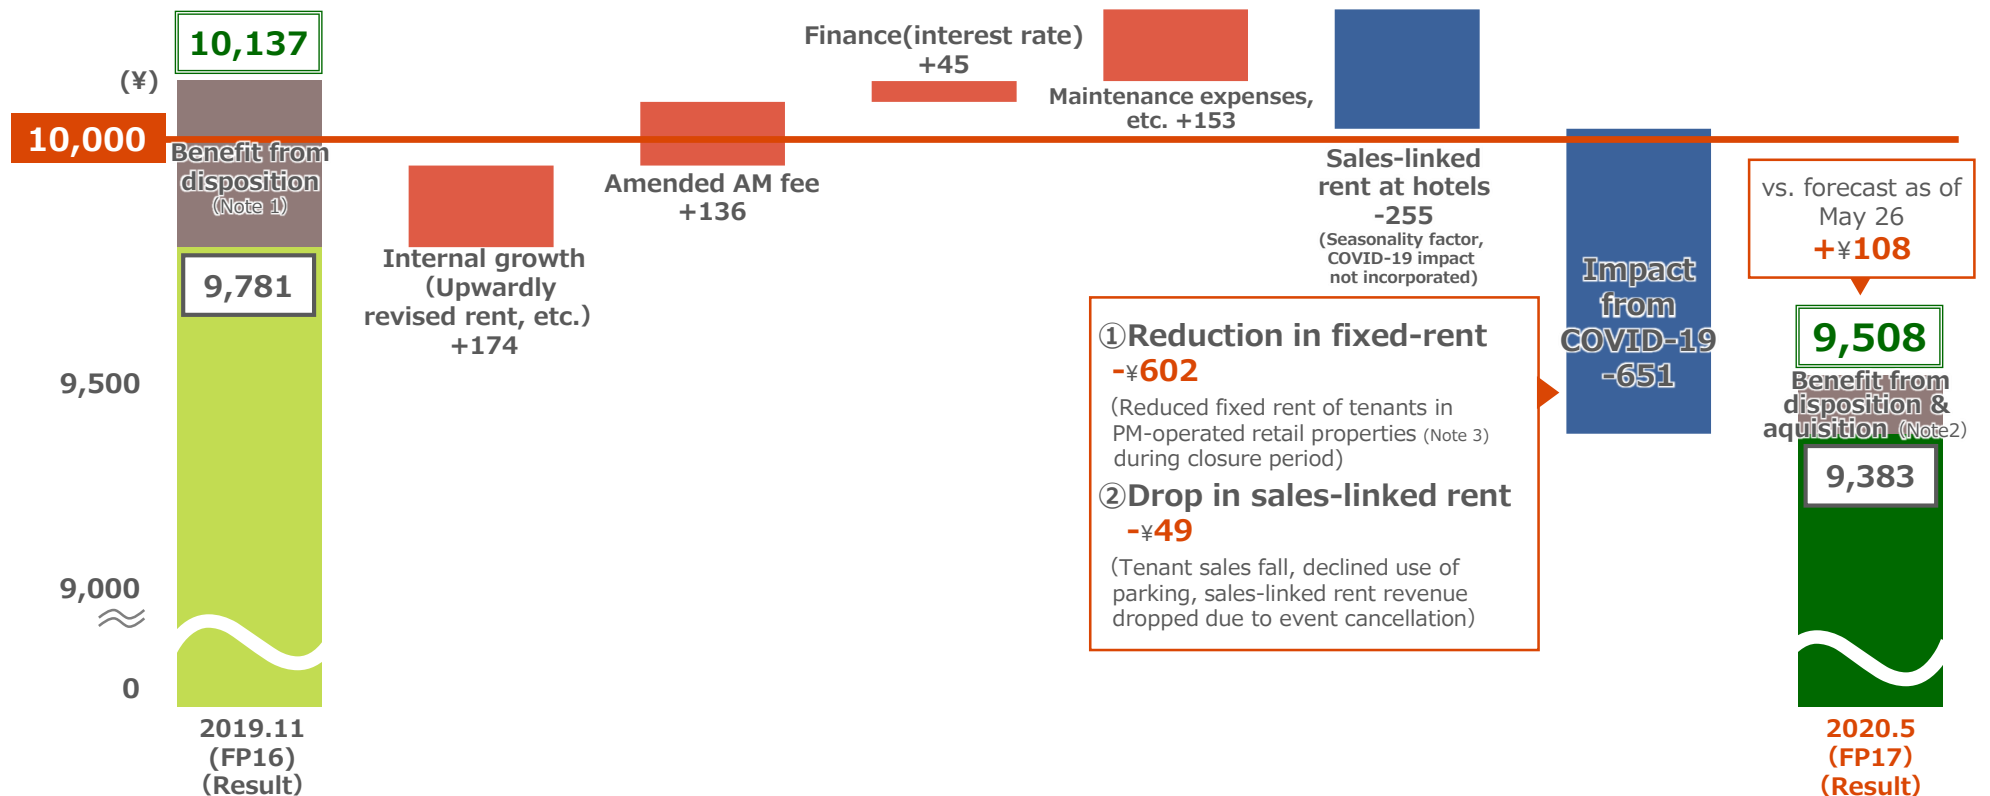 (¥)
10,137
10,000
Benefit from
disposition
(Note 1)
9,781
9,500
9,000
0
2019.11
(FP16)
(Result)
Internal growth
(Upwardly
revised rent, etc.)
+174
Amended AM fee
+136
Finance(interest rate)
+45
Maintenance expenses,
etc. +153
Sales-linked
rent at hotels
-255
(Seasonality factor,
COVID-19 impact
not incorporated)
Impact
from
COVID-19
-651
①Reduction in fixed-rent
-¥602
(Reduced fixed rent of tenants in
PM-operated retail properties (Note 3)
during closure period)
②Drop in sales-linked rent
-¥49
(Tenant sales fall, declined use of
parking, sales-linked rent revenue
dropped due to event cancellation)
vs. forecast as of
May 26
+¥108
9,508
Benefit from
disposition &
aquisition (Note2)
9,383
2020.5
(FP17)
(Result)